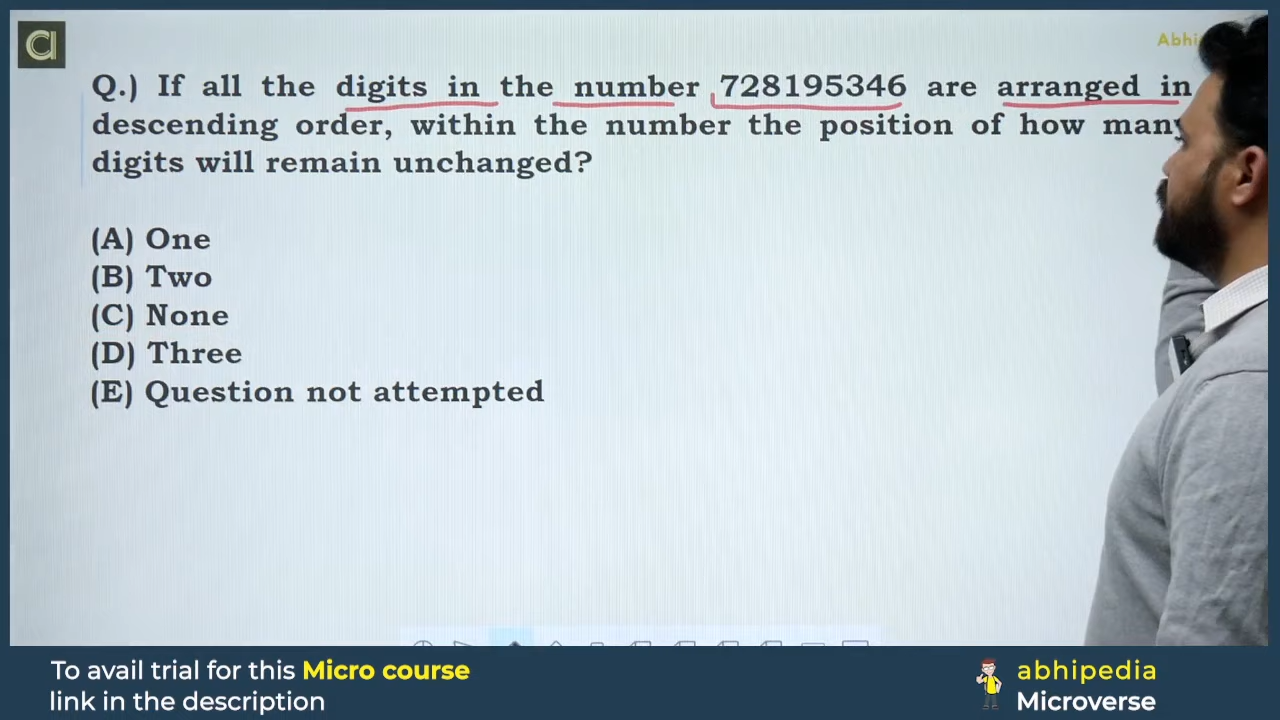 Abhi
Q.) If all the digits in the number 728195346 are arranged in
descending order, within the number the position of how many
digits will remain unchanged?
(A) One
(B) Two
(C) None
(D) Three
(E) Question not attempted
To avail trial for this Micro course
link in the description
abhipedia
Microverse